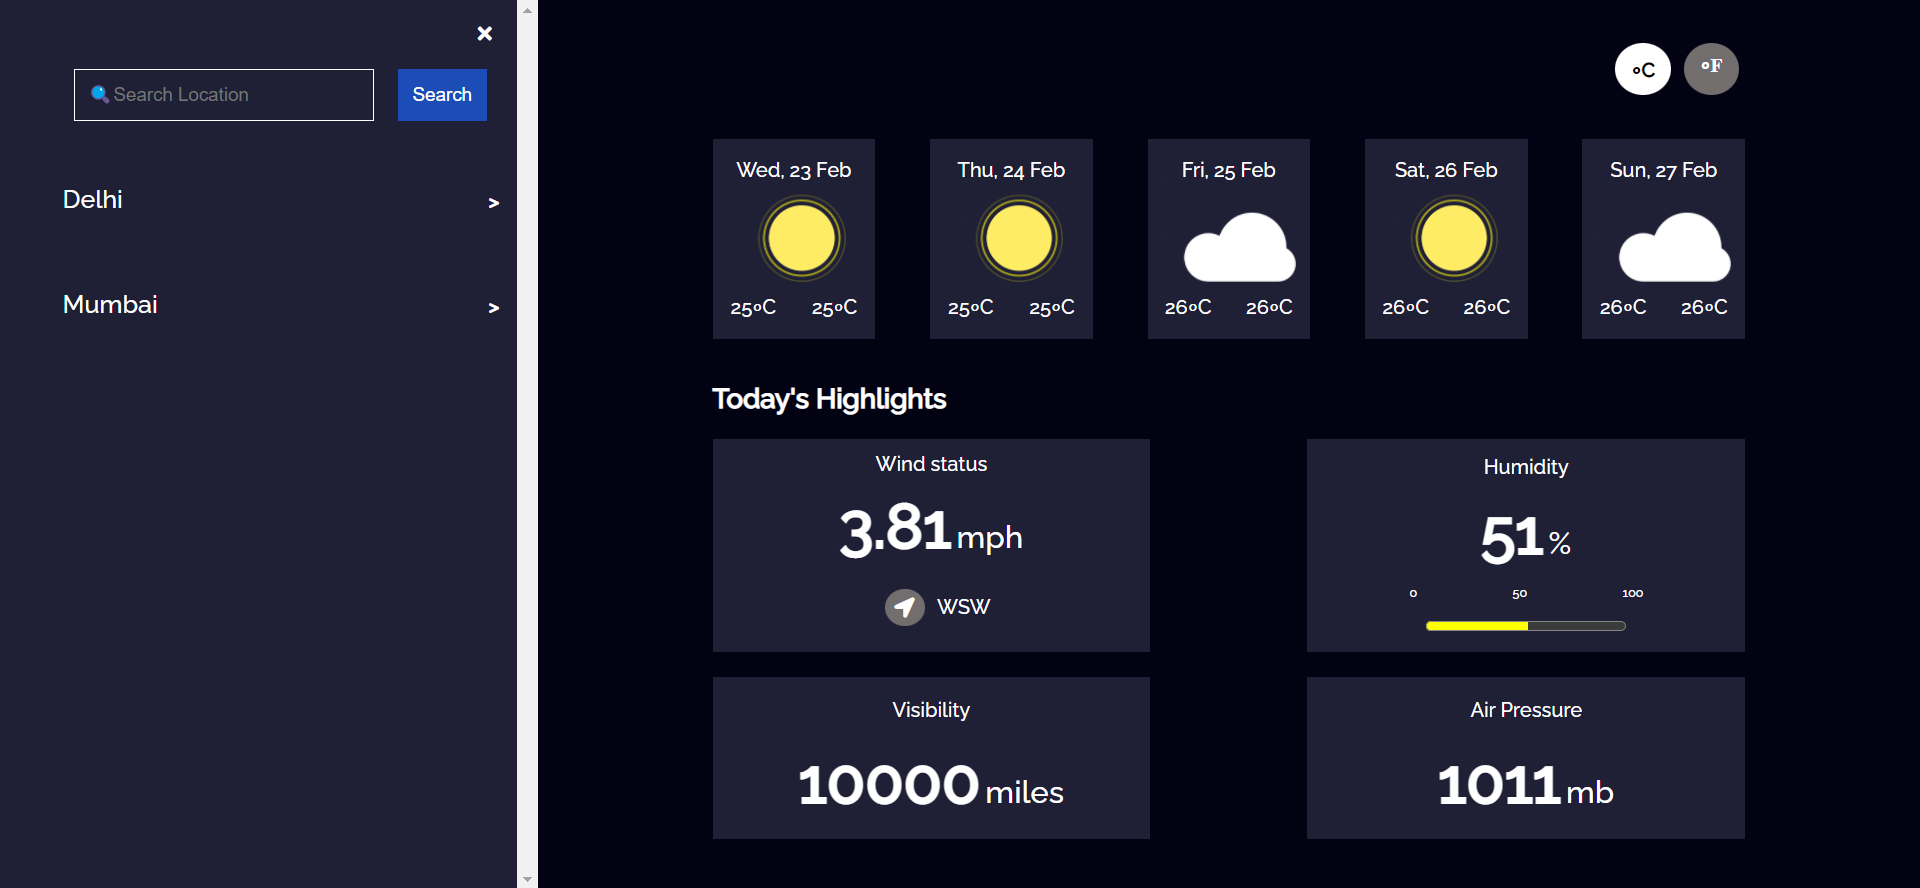 ×
Search Location
Search
Delhi >
Mumbai >
ºC ºF
Wed, 23 Feb
25ºC 25ºC
Thu, 24 Feb
25ºC 25ºC
Fri, 25 Feb
26ºC 26ºC
Sat, 26 Feb
26ºC 26ºC
Sun, 27 Feb
26ºC 26ºC
Today's Highlights
Wind status
3.81 mph
WSW
Humidity
51 %
0 50 100
Visibility
10000 miles
Air Pressure
1011 mb